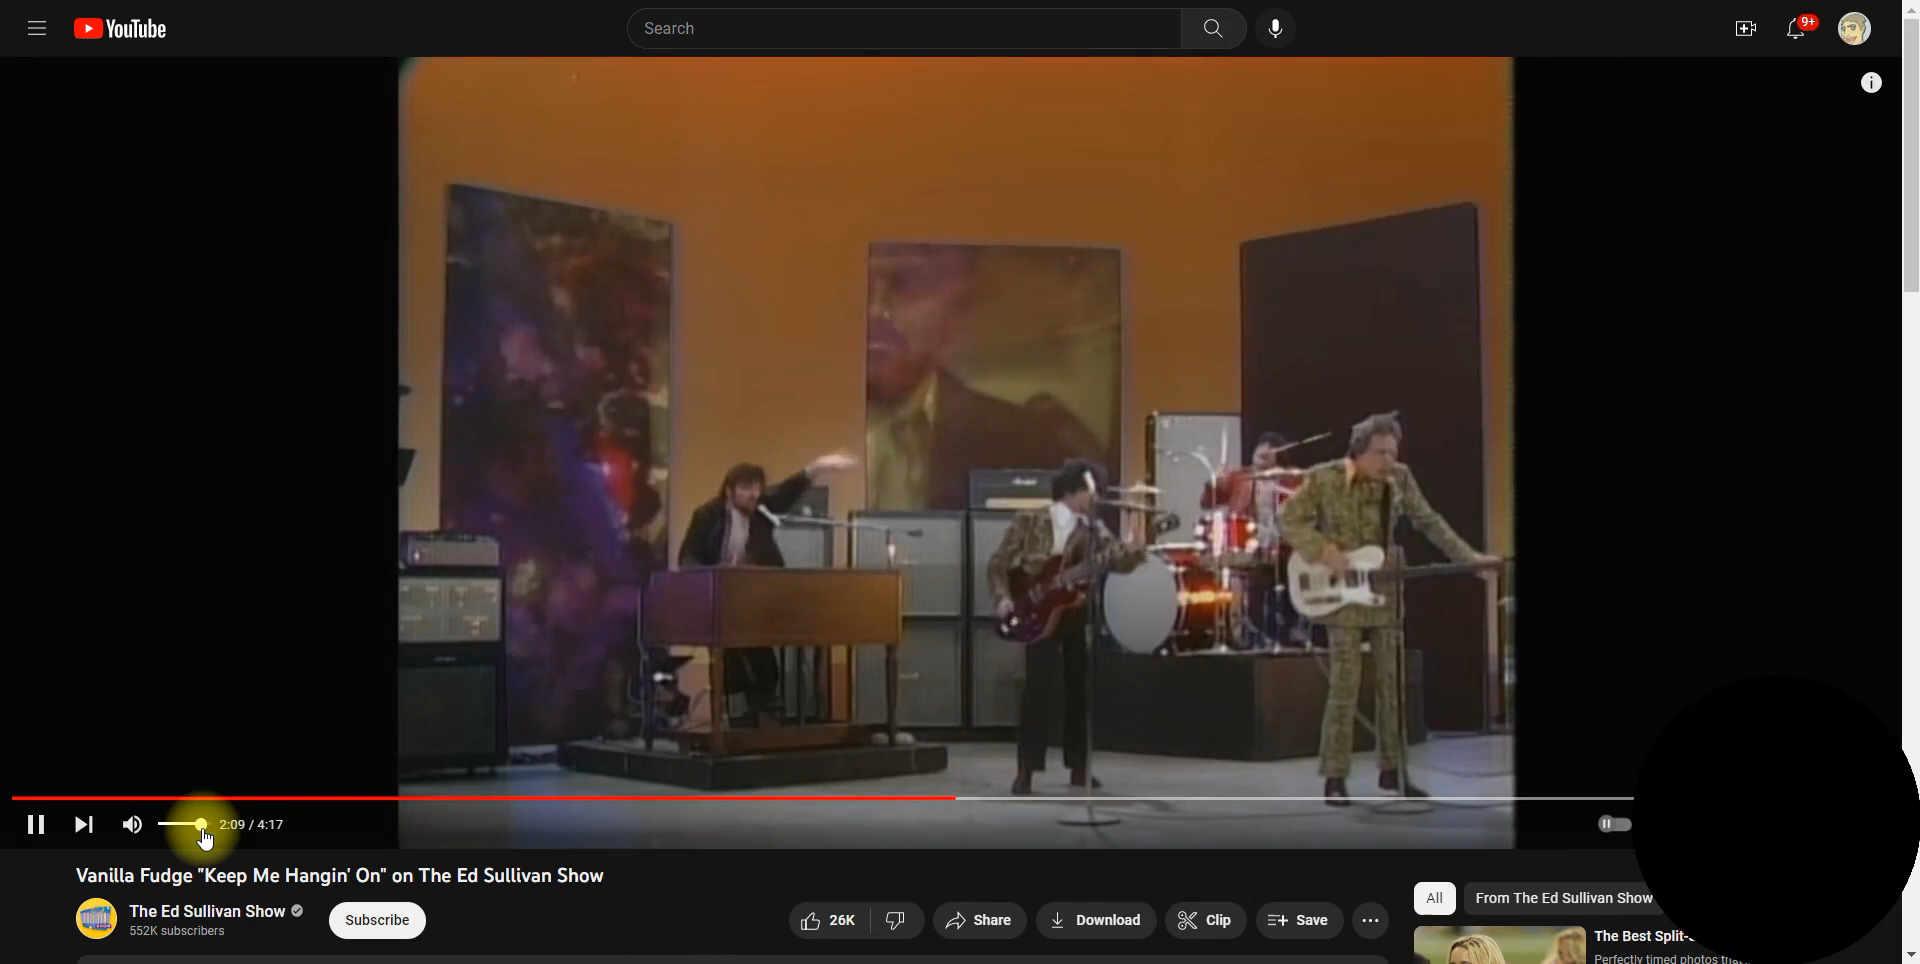 YouTube
Search
9+
2:09 / 4:17
Vanilla Fudge "Keep Me Hangin' On" on The Ed Sullivan Show
The Ed Sullivan Show
552K subscribers
Subscribe
26K
Share
Download
Clip
Save
All
From The Ed Sullivan Show
The Best Split-
Perfectly timed photos